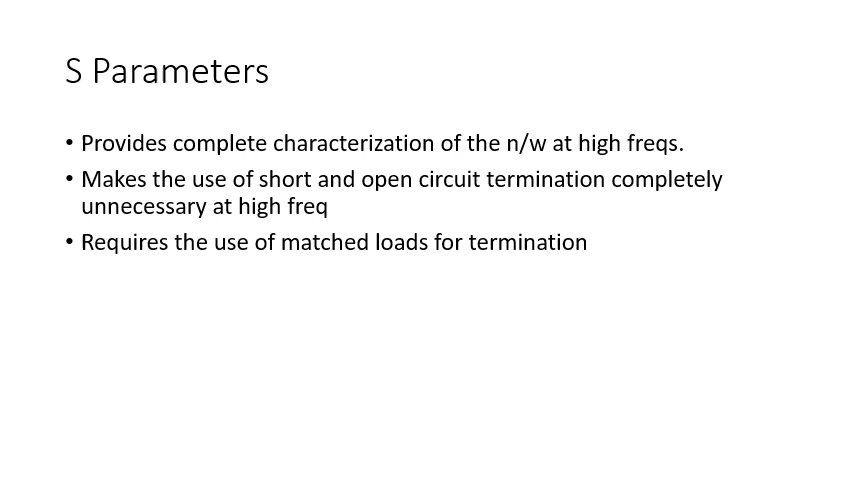 S Parameters
• Provides complete characterization of the n/w at high freqs.
• Makes the use of short and open circuit termination completely
unnecessary at high freq
• Requires the use of matched loads for termination